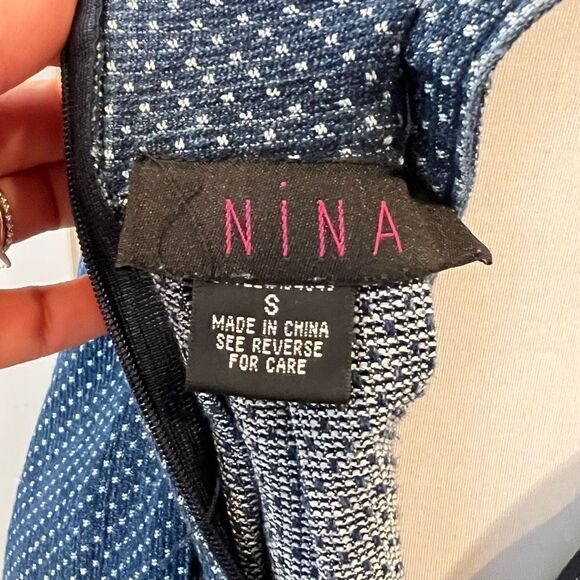 NiNA
S
MADE IN CHINA
SEE REVERSE
FOR CARE